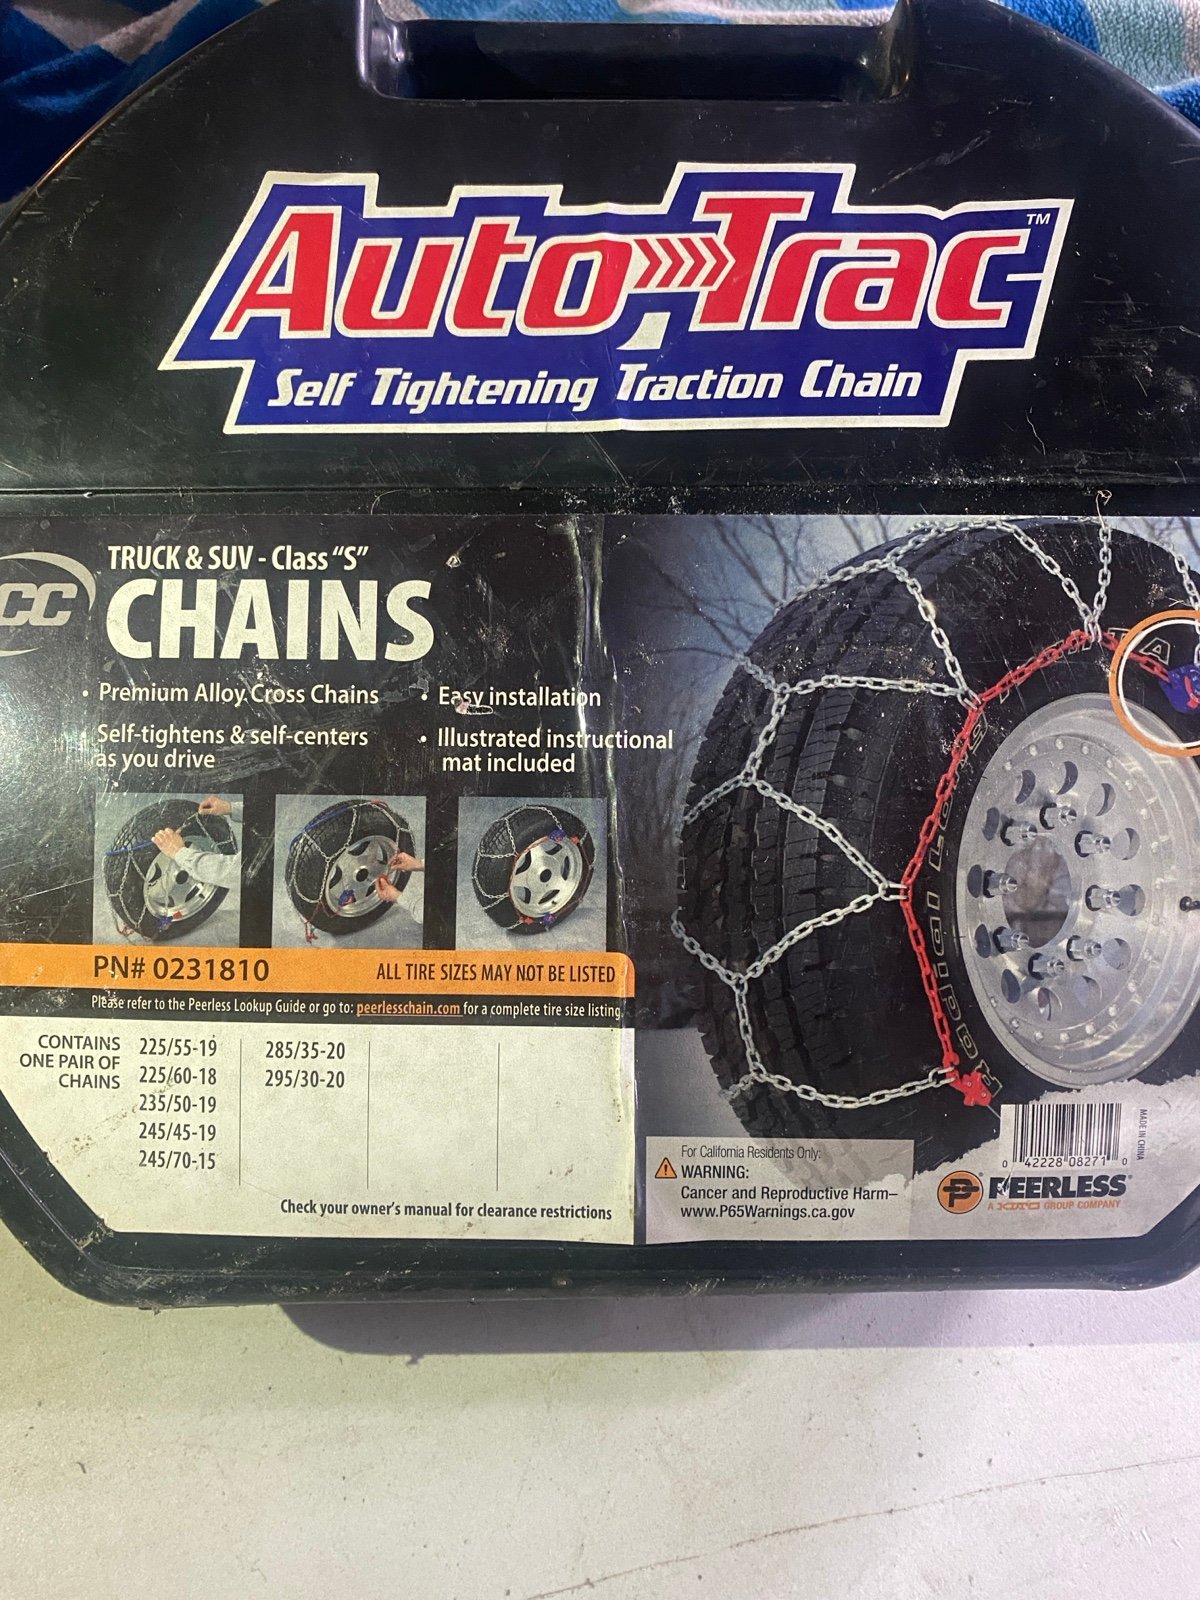 Auto-Trac™
Self Tightening Traction Chain
CC
TRUCK & SUV - Class “S”
CHAINS
• Premium Alloy Cross Chains
• Self-tightens & self-centers
as you drive
• Easy installation
• Illustrated instructional
mat included
PN# 0231810
ALL TIRE SIZES MAY NOT BE LISTED
Please refer to the Peerless Lookup Guide or go to: peerlesschain.com for a complete tire size listing.
CONTAINS
ONE PAIR OF
CHAINS
225/55-19
225/60-18
235/50-19
245/45-19
245/70-15
285/35-20
295/30-20
Check your owner’s manual for clearance restrictions
For California Residents Only:
WARNING:
Cancer and Reproductive Harm–
www.P65Warnings.ca.gov
0 42228 08271 0
MADE IN CHINA
PEERLESS®
A KITO GROUP COMPANY